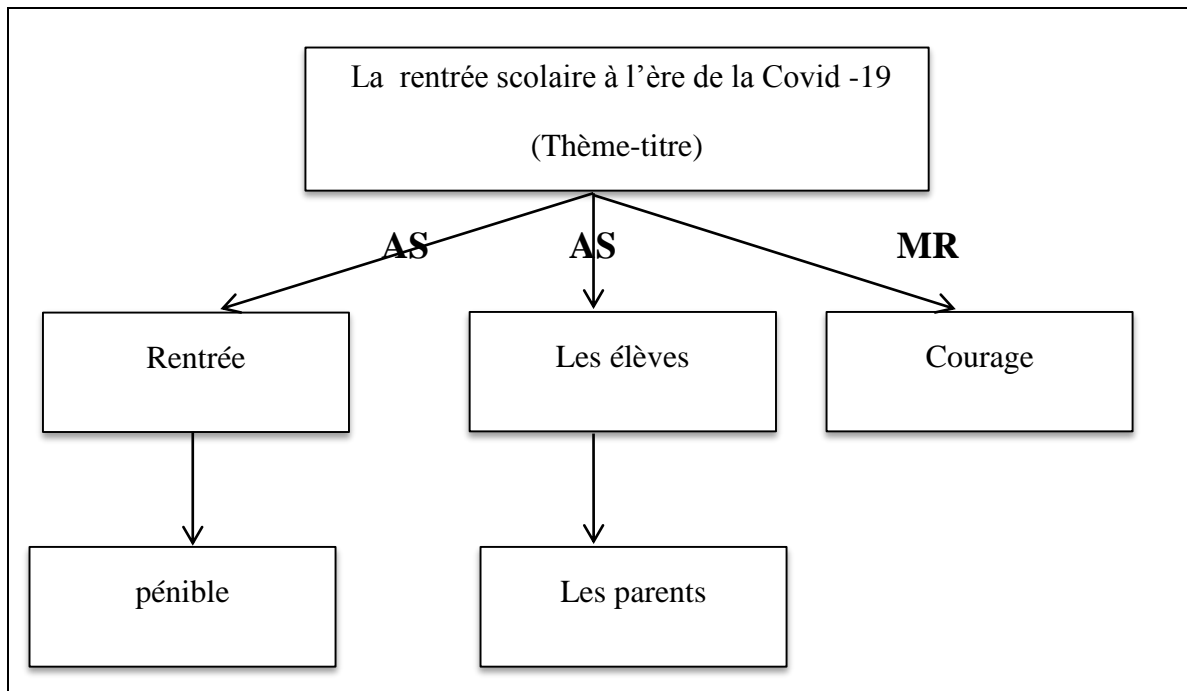 La rentrée scolaire à l’ère de la Covid -19
(Thème-titre)
AS
AS
MR
Rentrée
Les élèves
Courage
pénible
Les parents